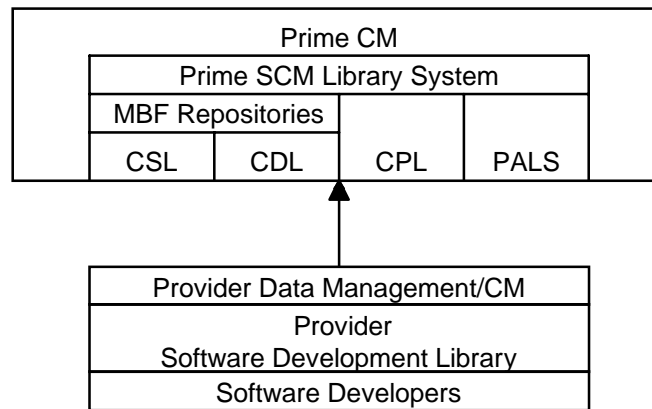 Prime CM
Prime SCM Library System
MBF Repositories
CSL CDL CPL PALS
Provider Data Management/CM
Provider
Software Development Library
Software Developers